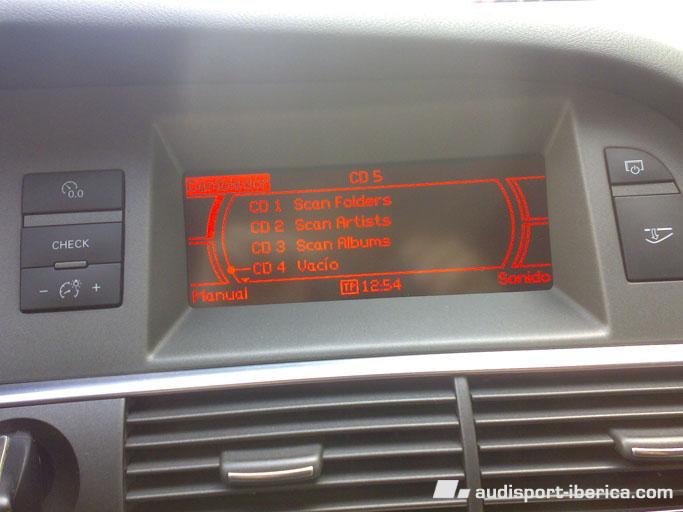 CD 5
CD 1 Scan Folders
CD 2 Scan Artists
CD 3 Scan Albums
CD 4 Vacío
Manual
TP 12:54
Sonido
0.0
CHECK
- +
audisport-iberica.com